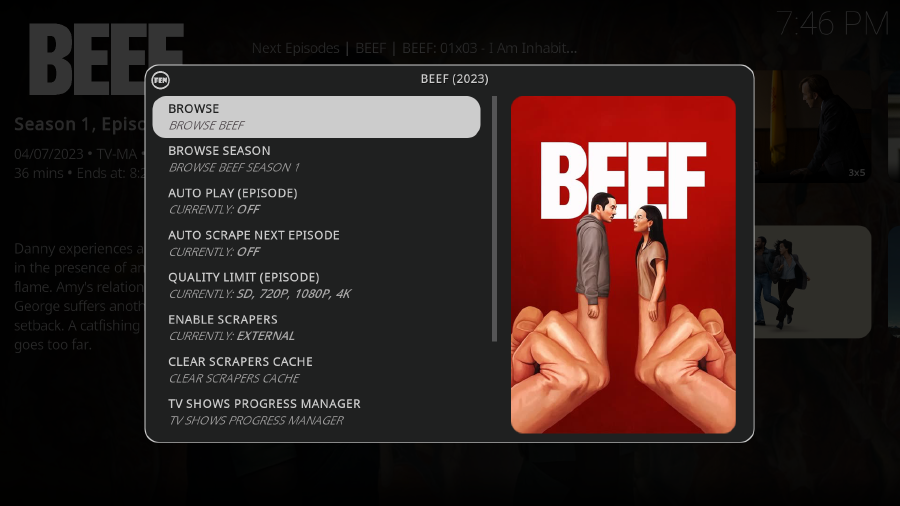 7:46 PM
BEEF
Next Episodes | BEEF | BEEF: 01x03 - I Am Inhabit...
Season 1, Episo
04/07/2023 • TV-MA •
36 mins • Ends at: 8:2
Danny experiences a
in the presence of an
flame. Amy's relation
George suffers anoth
setback. A catfishing
goes too far.
3x5
FEN
BEEF (2023)
BROWSE
BROWSE BEEF
BROWSE SEASON
BROWSE BEEF SEASON 1
AUTO PLAY (EPISODE)
CURRENTLY: OFF
AUTO SCRAPE NEXT EPISODE
CURRENTLY: OFF
QUALITY LIMIT (EPISODE)
CURRENTLY: SD, 720P, 1080P, 4K
ENABLE SCRAPERS
CURRENTLY: EXTERNAL
CLEAR SCRAPERS CACHE
CLEAR SCRAPERS CACHE
TV SHOWS PROGRESS MANAGER
TV SHOWS PROGRESS MANAGER
BEEF